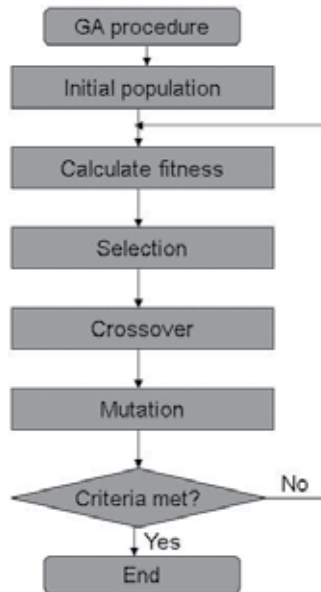 GA procedure
Initial population
Calculate fitness
Selection
Crossover
Mutation
Criteria met?
No
Yes
End